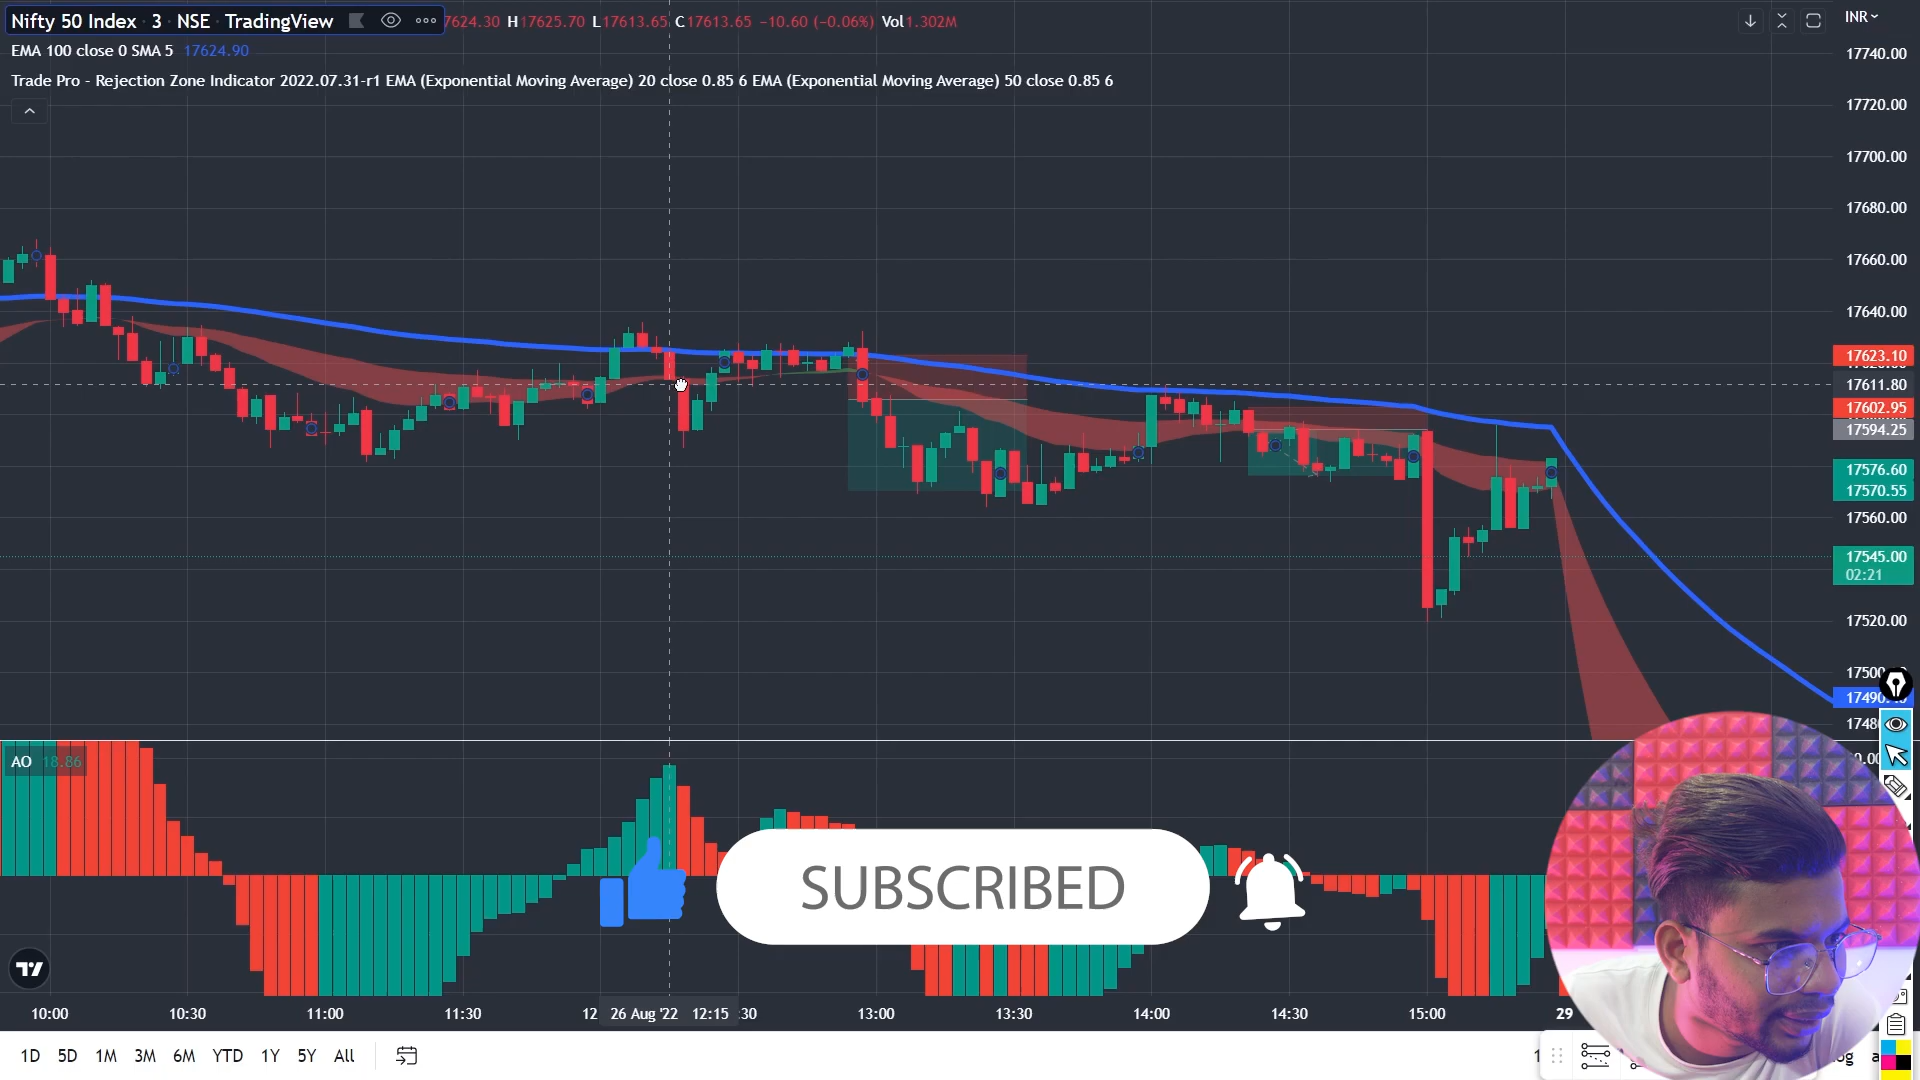 Nifty 50 Index · 3 · NSE · TradingView 17624.30 H17625.70 L17613.65 C17613.65 −10.60 (−0.06%) Vol1.302M
INR
EMA 100 close 0 SMA 5 17624.90
Trade Pro - Rejection Zone Indicator 2022.07.31-r1 EMA (Exponential Moving Average) 20 close 0.85 6 EMA (Exponential Moving Average) 50 close 0.85 6
17740.00
17720.00
17700.00
17680.00
17660.00
17640.00
17623.10
17611.80
17602.95
17594.25
17576.60
17570.55
17560.00
17545.00
02:21
17520.00
AO 18.86
SUBSCRIBED
10:00 10:30 11:00 11:30 26 Aug '22 12:15 13:00 13:30 14:00 14:30 15:00 29
1D 5D 1M 3M 6M YTD 1Y 5Y All